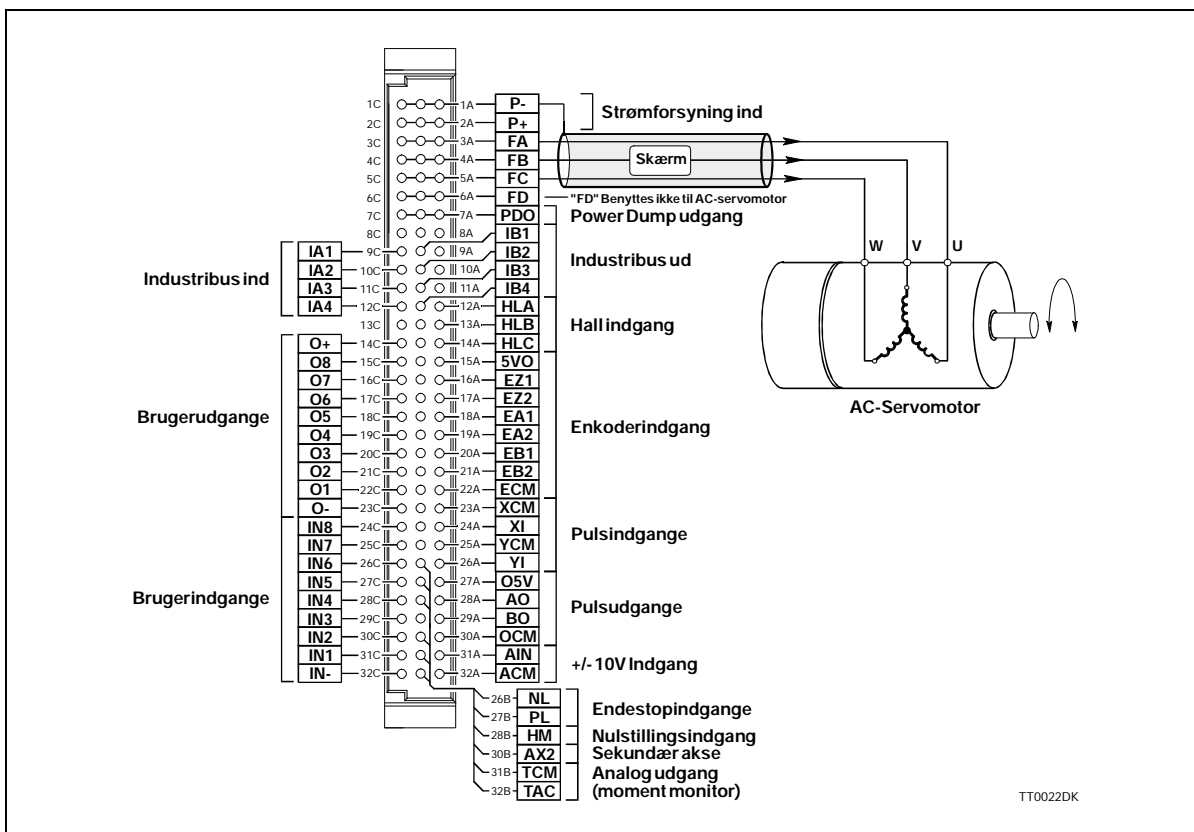 1C 1A P-
2C 2A P+
Strømforsyning ind
3C 3A FA
4C 4A FB
Skærm
5C 5A FC
6C 6A FD
"FD" Benyttes ikke til AC-servomotor
7C 7A PDO
Power Dump udgang
8C 8A IB1
IA1 9C 9A IB2
IA2 10C 10A IB3
IA3 11C 11A IB4
Industribus ind
Industribus ud
IA4 12C 12A HLA
13C 13A HLB
Hall indgang
O+ 14C 14A HLC
O8 15C 15A 5VO
O7 16C 16A EZ1
O6 17C 17A EZ2
O5 18C 18A EA1
Brugerudgange
Enkoderindgang
O4 19C 19A EA2
O3 20C 20A EB1
O2 21C 21A EB2
O1 22C 22A ECM
O- 23C 23A XCM
IN8 24C 24A XI
Pulsindgange
IN7 25C 25A YCM
IN6 26C 26A YI
IN5 27C 27A O5V
Brugerindgange
IN4 28C 28A AO
Pulsudgange
IN3 29C 29A BO
IN2 30C 30A OCM
IN1 31C 31A AIN
+/- 10V Indgang
IN- 32C 32A ACM
26B NL
Endestopindgange
27B PL
28B HM Nulstillingsindgang
30B AX2 Sekundær akse
31B TCM Analog udgang
32B TAC (moment monitor)
W V U
AC-Servomotor
TT0022DK